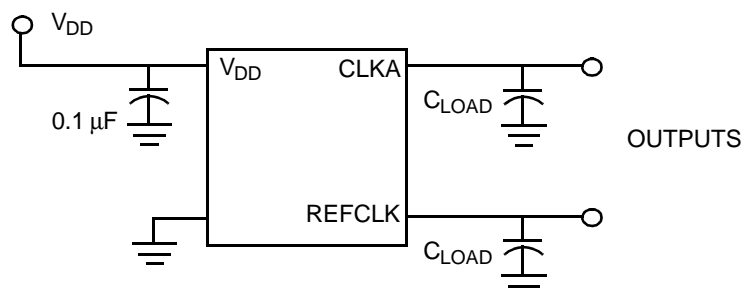 VDD
VDD CLKA
CLOAD
0.1 μF
OUTPUTS
REFCLK
CLOAD